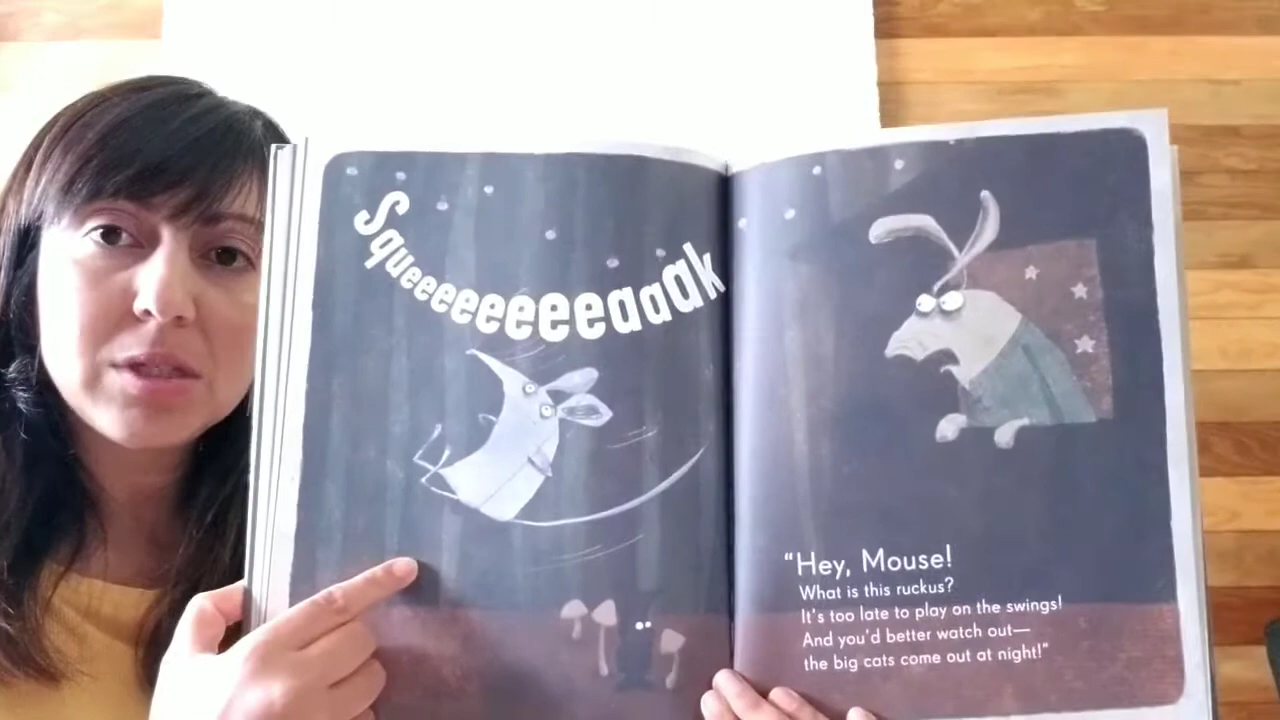 Squeeeeeeeeeaaak
“Hey, Mouse!
What is this ruckus?
It's too late to play on the swings!
And you'd better watch out—
the big cats come out at night!”